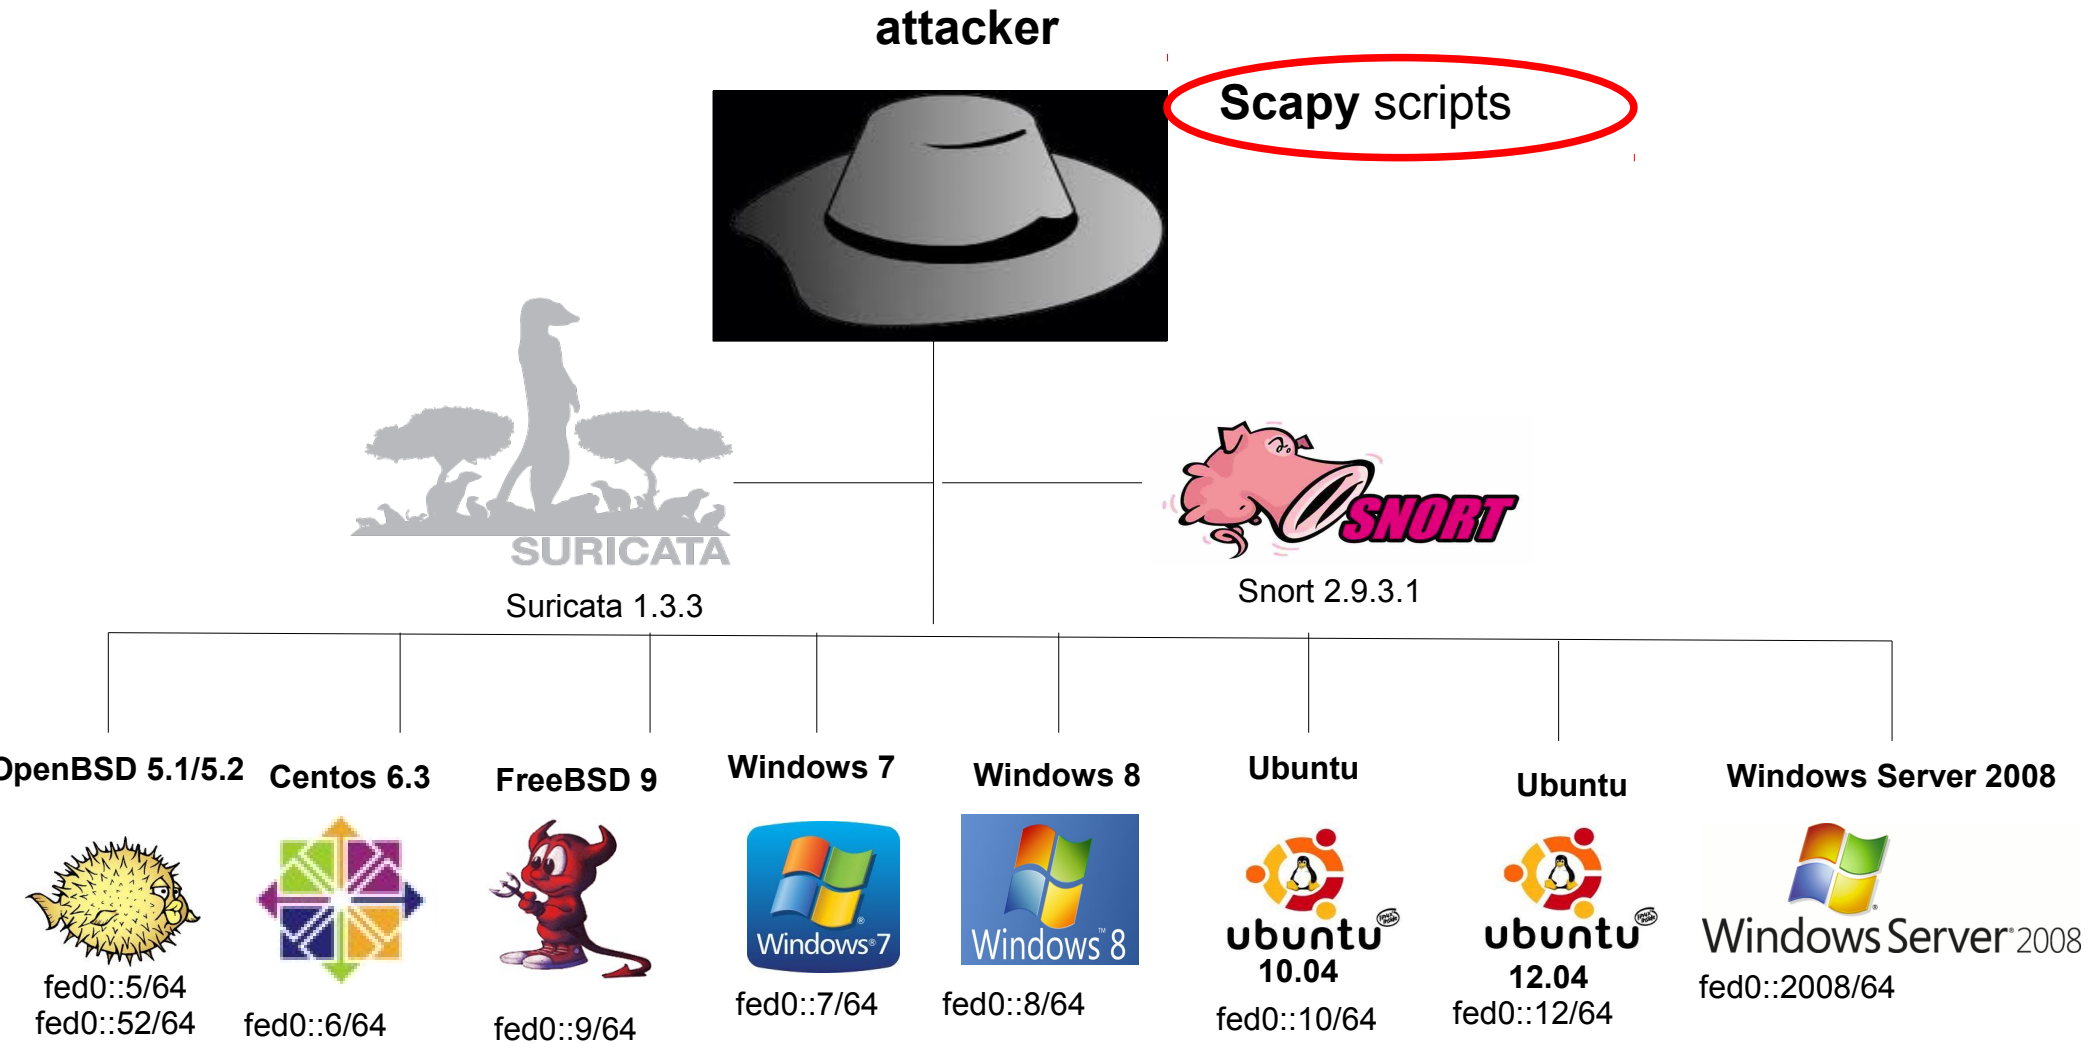 attacker
Scapy scripts
SURICATA
Suricata 1.3.3
SNORT
Snort 2.9.3.1
OpenBSD 5.1/5.2
Centos 6.3
FreeBSD 9
Windows 7
Windows 8
Ubuntu
Ubuntu
Windows Server 2008
Windows®7
Windows™8
ubuntu®
10.04
ubuntu®
12.04
Windows Server®2008
fed0::5/64
fed0::52/64
fed0::6/64
fed0::9/64
fed0::7/64
fed0::8/64
fed0::10/64
fed0::12/64
fed0::2008/64